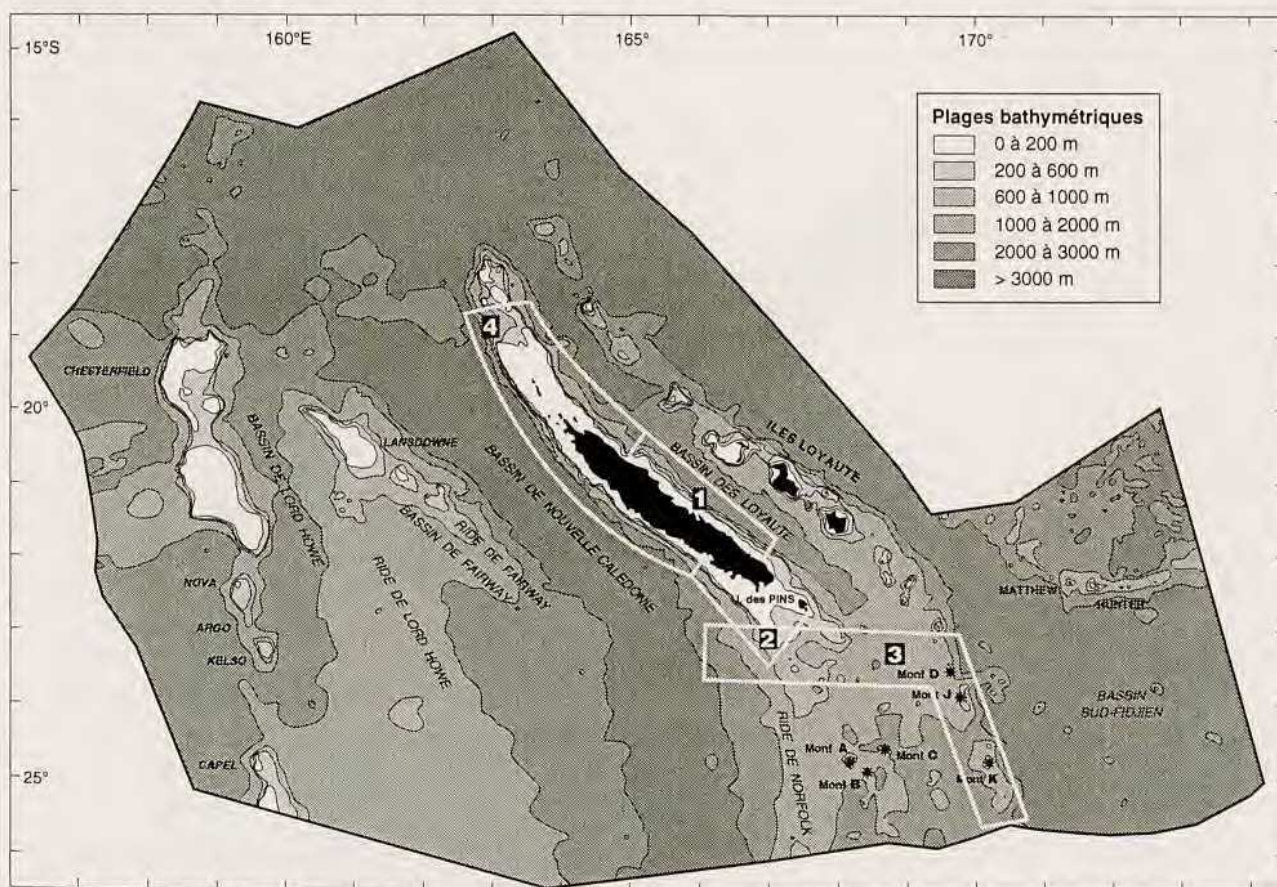 160°E
165°
170°
15°S
Plages bathymétriques
0 à 200 m
200 à 600 m
600 à 1000 m
1000 à 2000 m
2000 à 3000 m
> 3000 m
4
CHESTERFIELD
20°
LANSDOWNE
ILES LOYAUTE
BASSIN DE LORD HOWE
BASSIN DE NOUVELLE CALEDONIE
BASSIN DES LOYAUTE
1
RIDE DE FAIRWAY
BASSIN DE FAIRWAY
RIDE DE LORD HOWE
NOVA
ARGO
KELSO
I. des PINS
MATTHEW
HUNTER
2
3
Mont D
Mont J
BASSIN
SUD-FIDJIEN
RIDE DE NORFOLK
Mont A
Mont C
Mont B
Mont K
CAPEL
25°